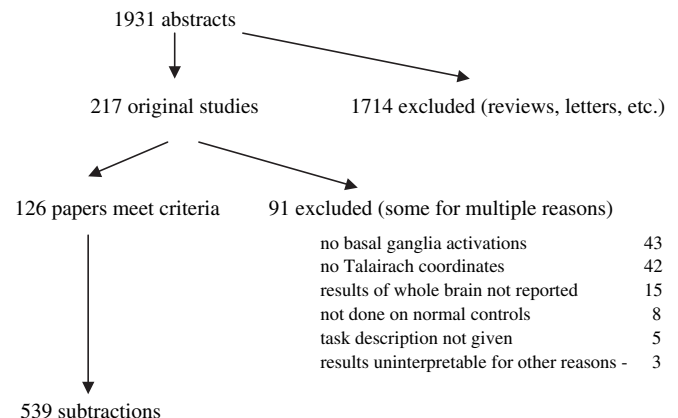 1931 abstracts
217 original studies 1714 excluded (reviews, letters, etc.)
126 papers meet criteria 91 excluded (some for multiple reasons)
no basal ganglia activations 43
no Talairach coordinates 42
results of whole brain not reported 15
not done on normal controls 8
task description not given 5
results uninterpretable for other reasons - 3
539 subtractions